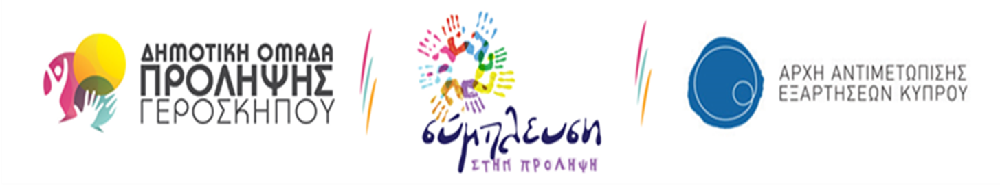 ΔΗΜΟΤΙΚΗ ΟΜΑΔΑ
ΠΡΟΛΗΨΗΣ
ΓΕΡΟΣΚΗΠΟΥ
σύμπλευση
ΣΤΗΝ ΠΡΟΛΗΨΗ
ΑΡΧΗ ΑΝΤΙΜΕΤΩΠΙΣΗΣ
ΕΞΑΡΤΗΣΕΩΝ ΚΥΠΡΟΥ